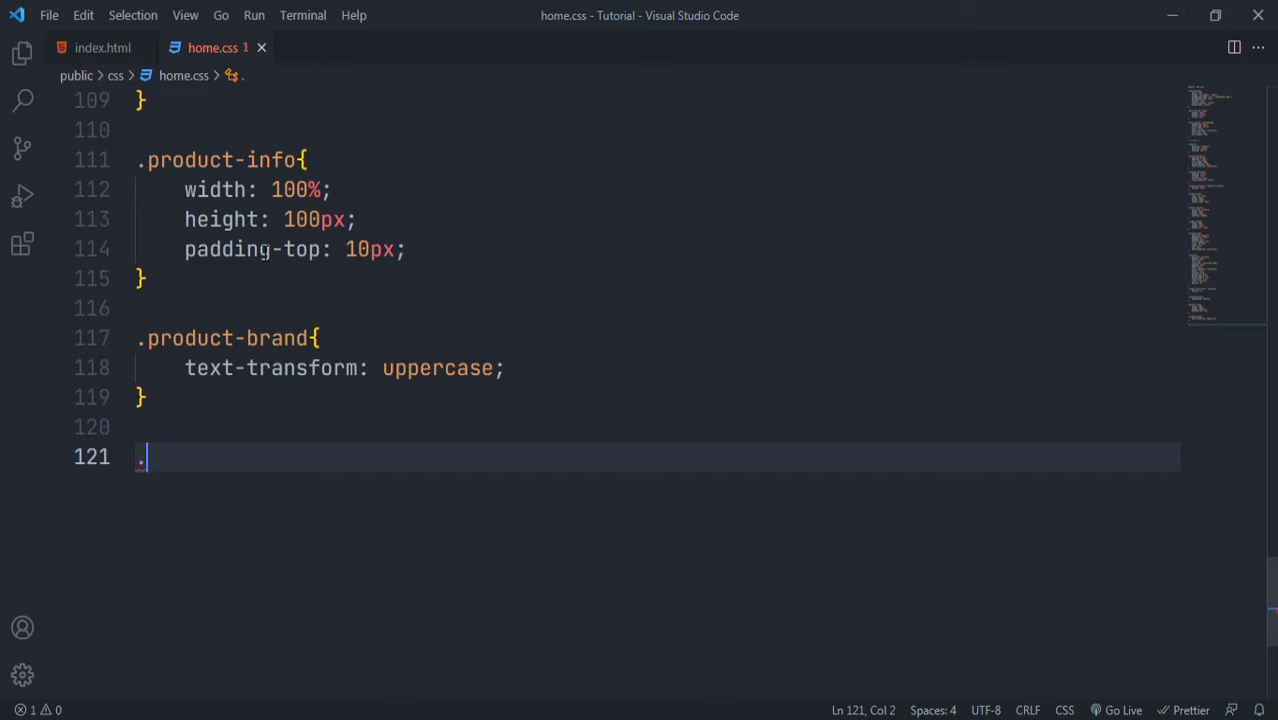 File Edit Selection View Go Run Terminal Help home.css - Tutorial - Visual Studio Code
index.html home.css 1
public > css > home.css > .
109 }
110
111 .product-info{
112 width: 100%;
113 height: 100px;
114 padding-top: 10px;
115 }
116
117 .product-brand{
118 text-transform: uppercase;
119 }
120
121 .
1 0 Ln 121, Col 2 Spaces: 4 UTF-8 CRLF CSS Go Live Prettier